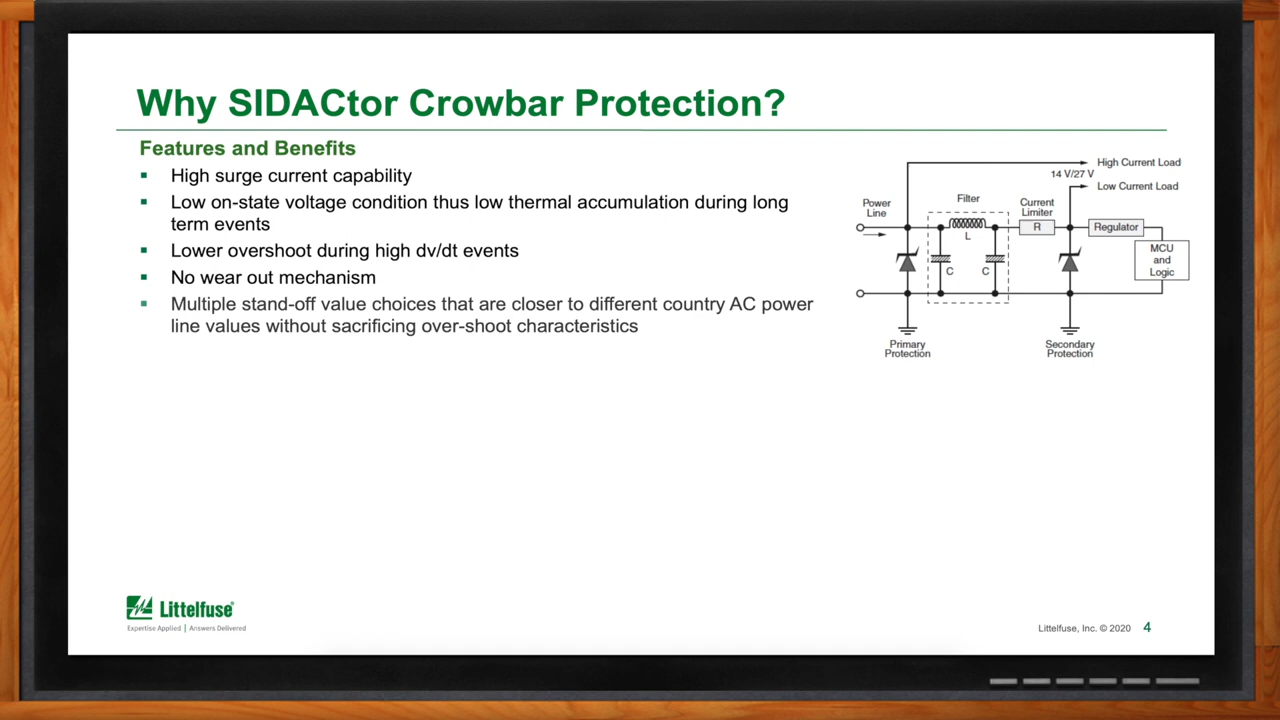 Why SIDACtor Crowbar Protection?
Features and Benefits
▪ High surge current capability
▪ Low on-state voltage condition thus low thermal accumulation during long
term events
▪ Lower overshoot during high dv/dt events
▪ No wear out mechanism
▪ Multiple stand-off value choices that are closer to different country AC power
line values without sacrificing over-shoot characteristics
High Current Load
14 V/27 V
Low Current Load
Power
Line
Filter
Current
Limiter
L
R
Regulator
C
C
MCU
and
Logic
Primary
Protection
Secondary
Protection
Littelfuse®
Expertise Applied | Answers Delivered
Littelfuse, Inc. © 2020 4